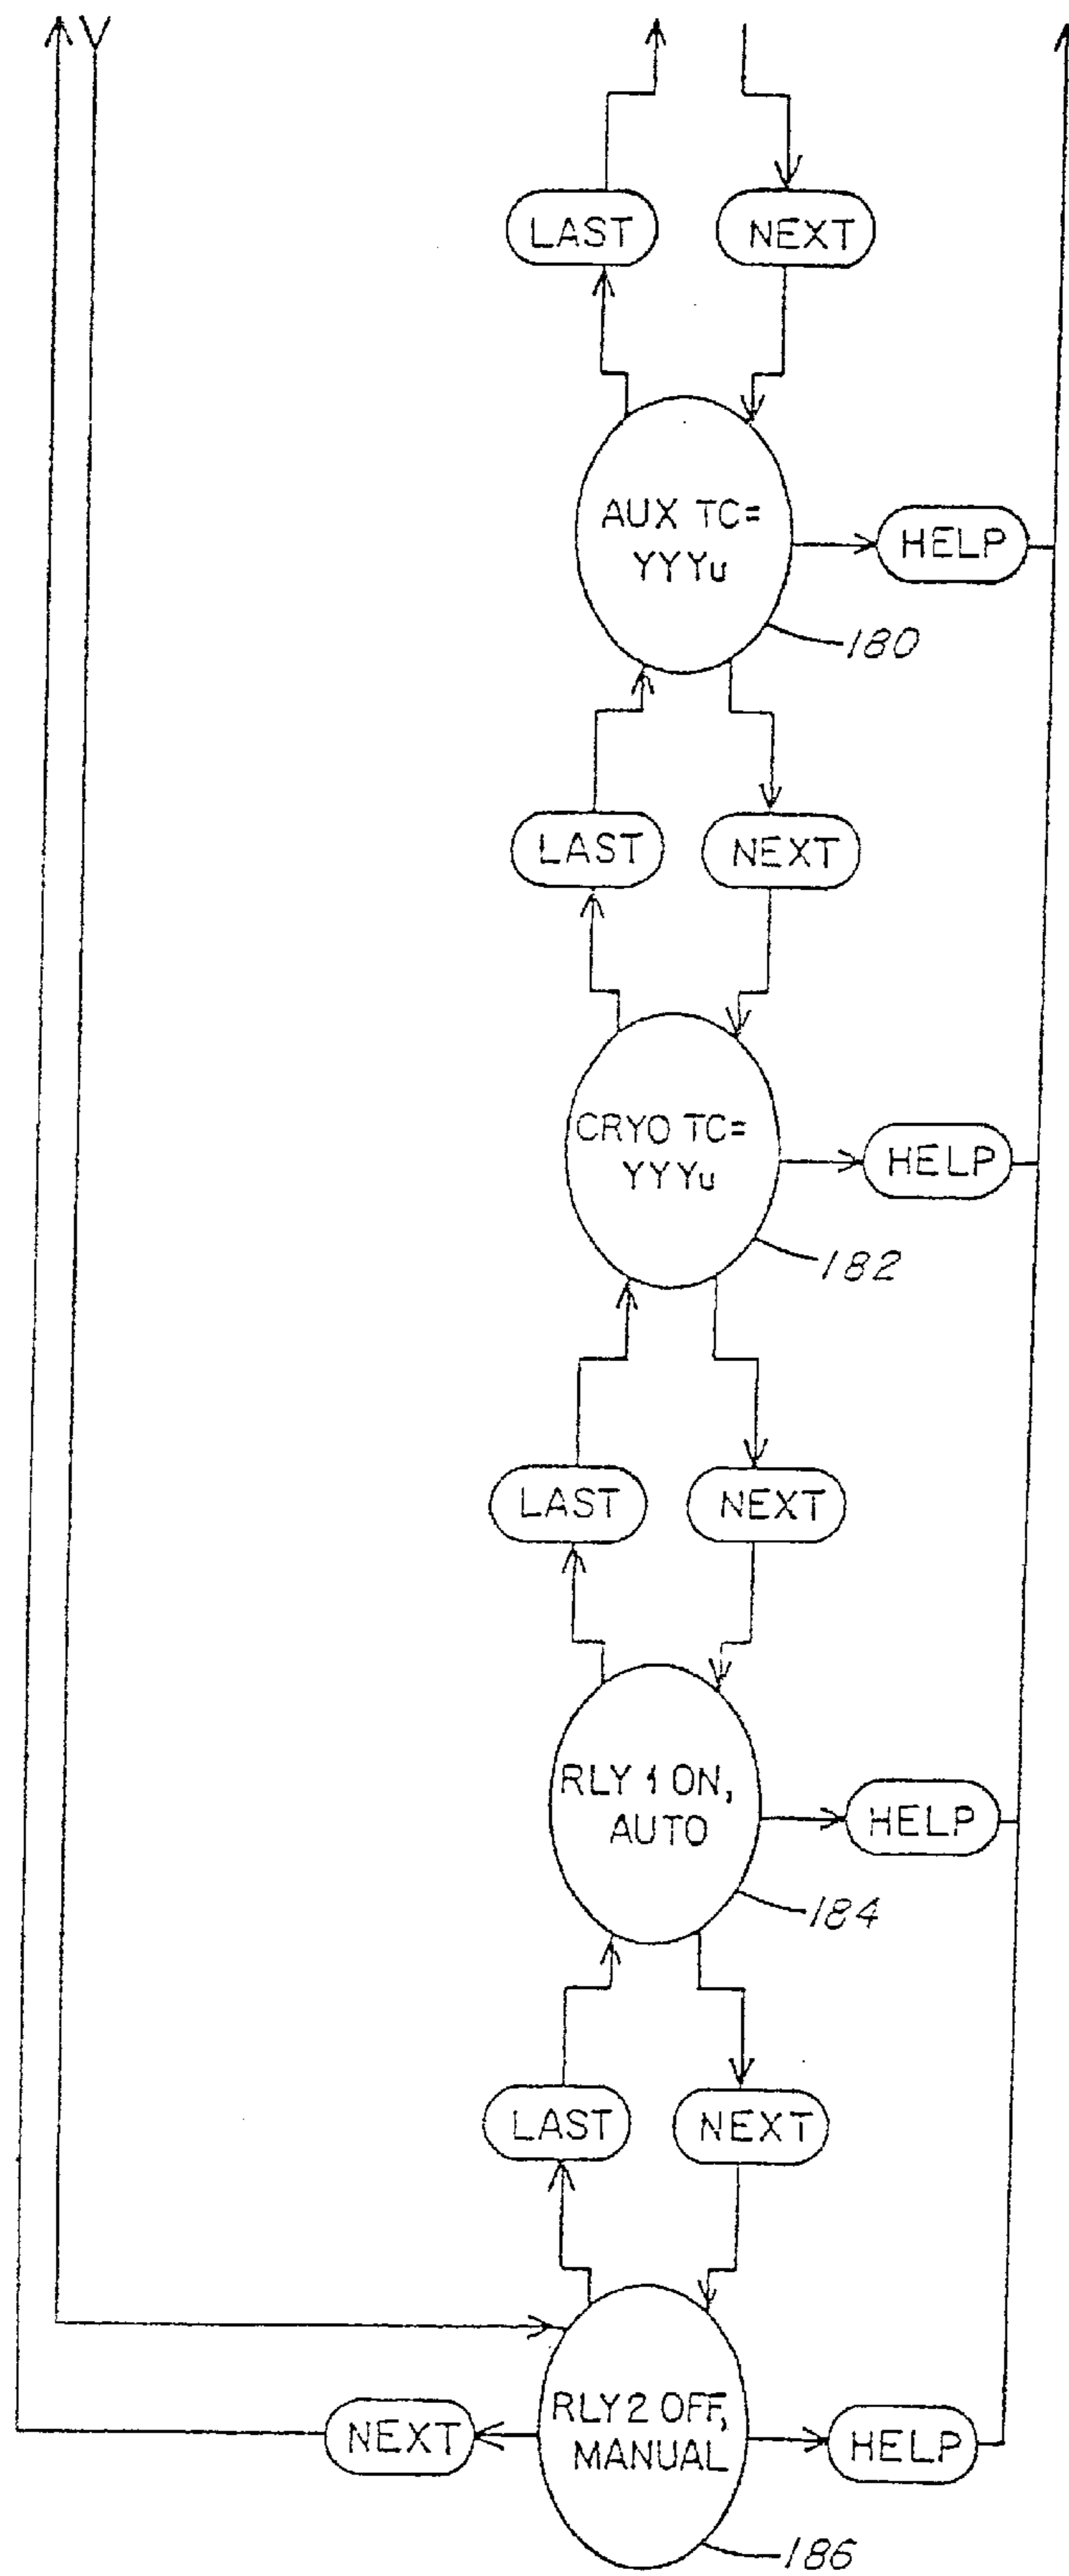 LAST NEXT
AUX TC=
YYYu
HELP
180
LAST NEXT
CRYO TC=
YYYu
HELP
182
LAST NEXT
RLY 1 ON,
AUTO
HELP
184
LAST NEXT
NEXT
RLY 2 OFF,
MANUAL
HELP
186